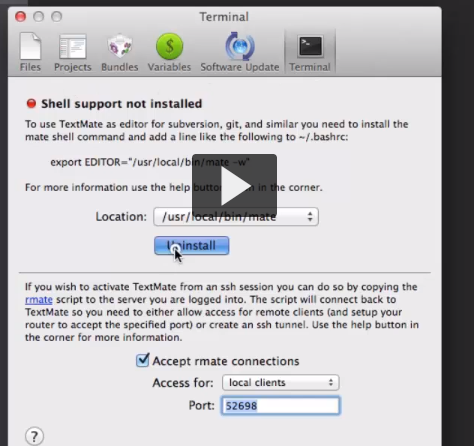 Terminal
Files Projects Bundles Variables Software Update Terminal
Shell support not installed
To use TextMate as editor for subversion, git, and similar you need to install the
mate shell command and add a line like the following to ~/.bashrc:
export EDITOR="/usr/local/bin/mate -w"
For more information use the help button in the corner.
Location: /usr/local/bin/mate
Uninstall
If you wish to activate TextMate from an ssh session you can do so by copying the
rmate script to the server you are logged into. The script will connect back to
TextMate so you need to either allow access for remote clients (and setup your
router to accept the specified port) or create an ssh tunnel. Use the help button in
the corner for more information.
Accept rmate connections
Access for: local clients
Port: 52698
?